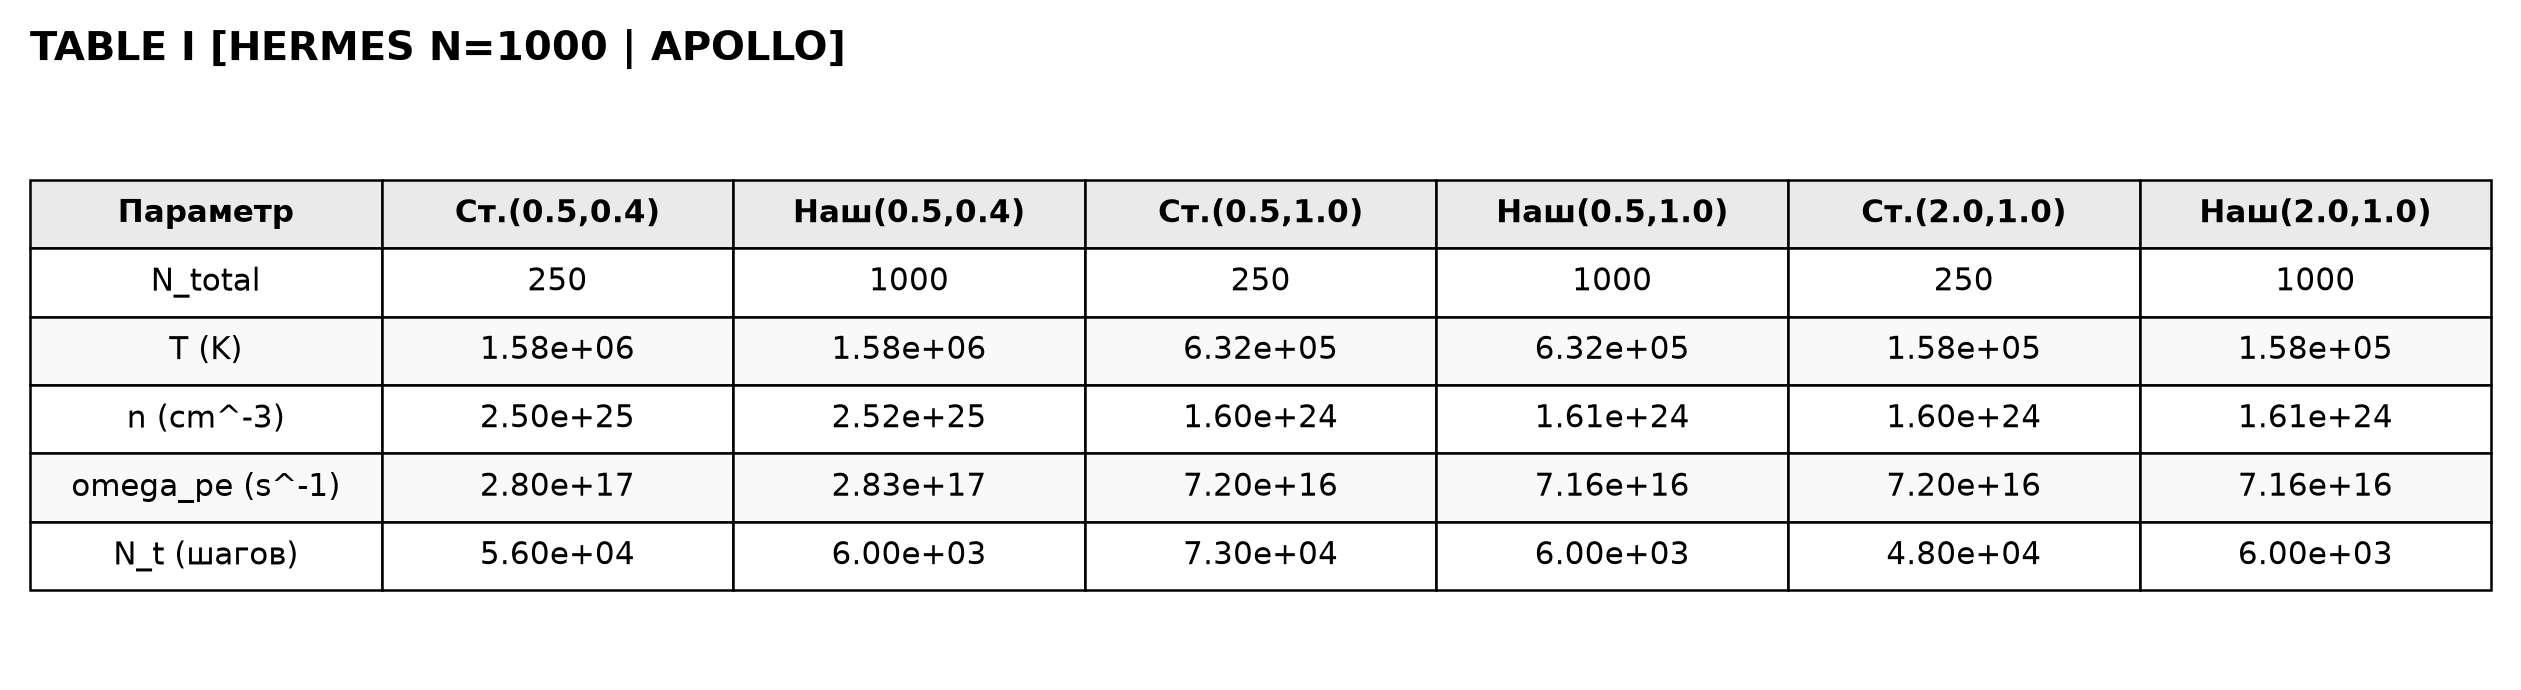 TABLE I [HERMES N=1000 | APOLLO]
Параметр Ст.(0.5,0.4) Наш(0.5,0.4) Ст.(0.5,1.0) Наш(0.5,1.0) Ст.(2.0,1.0) Наш(2.0,1.0)
N_total 250 1000 250 1000 250 1000
T (K) 1.58e+06 1.58e+06 6.32e+05 6.32e+05 1.58e+05 1.58e+05
n (cm^-3) 2.50e+25 2.52e+25 1.60e+24 1.61e+24 1.60e+24 1.61e+24
omega_pe (s^-1) 2.80e+17 2.83e+17 7.20e+16 7.16e+16 7.20e+16 7.16e+16
N_t (шагов) 5.60e+04 6.00e+03 7.30e+04 6.00e+03 4.80e+04 6.00e+03